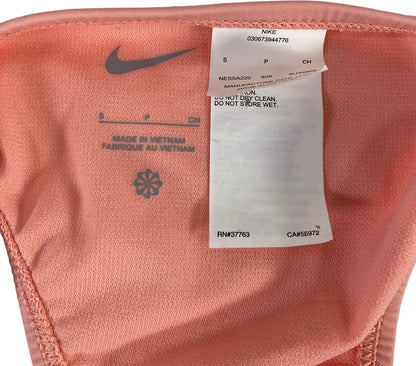 NIKE
030673944776
S P CH
NESSA220 626
DO NOT DRY CLEAN.
DO NOT STORE WET.
S P CH
MADE IN VIETNAM
FABRIQUE AU VIETNAM
RN#37763 CA#55972